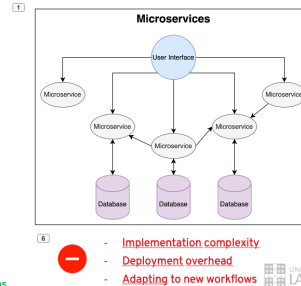 1
Microservices
User Interface
Microservice
Microservice
Microservice
Microservice
Microservice
Database
Database
Database
6
- Implementation complexity
- Deployment overhead
- Adapting to new workflows